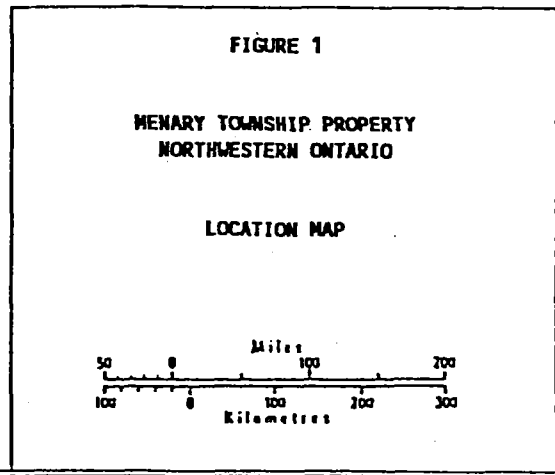 FIGURE 1
MENARY TOWNSHIP PROPERTY
NORTHWESTERN ONTARIO
LOCATION MAP
Miles
50 0 100 200
100 0 100 200 300
Kilometres